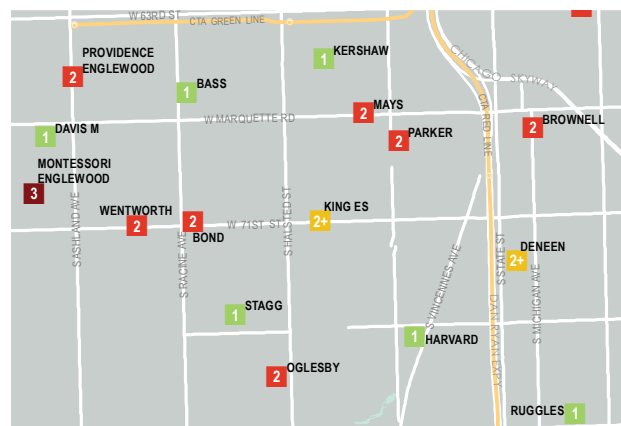 W 63RD ST
CTA GREEN LINE
PROVIDENCE
ENGLEWOOD
2
KERSHAW
1
CHICAGO SKYWAY
BASS
1
MAYS
2
CTA RED LINE
BROWNELL
2
W MARQUETTE RD
DAVIS M
1
PARKER
2
MONTESSORI
ENGLEWOOD
3
WENTWORTH
2
BOND
2
W 71ST ST
KING ES
2+
S ASHLAND AVE
S RACINE AVE
S HALSTED ST
S VINCENNES AVE
S STATE ST
DENEEN
2+
S MICHIGAN AVE
STAGG
1
DAN RYAN EXPY
HARVARD
1
OGLESBY
2
RUGGLES
1